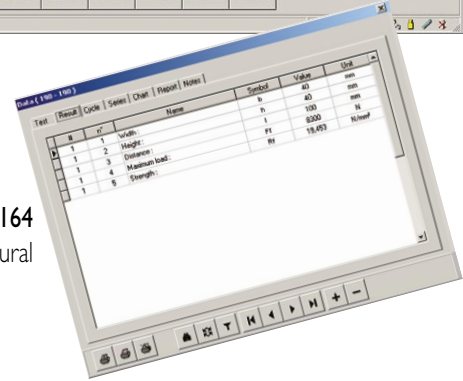 Data ( 190 - 190 )
Test Result Cycle Series Chart Report Notes
# n° Name Symbol Value Unit
1 1 Width : b 40 mm
1 2 Height : h 40 mm
1 3 Distance : l 100 mm
1 4 Maximum load : Ft 8300 N
1 5 Strength : Rf 19,453 N/mm²
164
ural